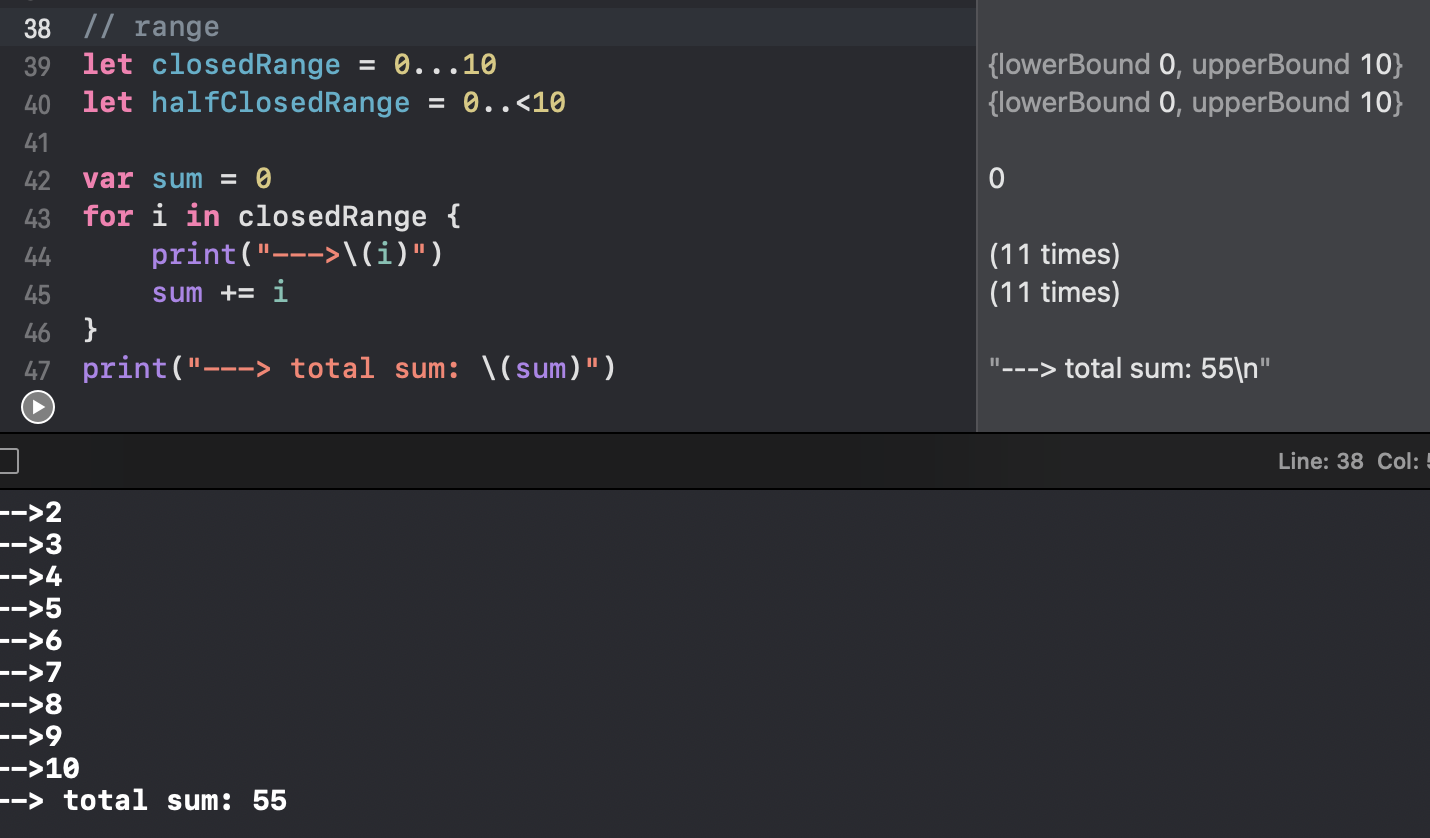 38 // range
39 let closedRange = 0...10 {lowerBound 0, upperBound 10}
40 let halfClosedRange = 0..<10 {lowerBound 0, upperBound 10}
41
42 var sum = 0 0
43 for i in closedRange {
44     print("--->\(i)") (11 times)
45     sum += i (11 times)
46 }
47 print("---> total sum: \(sum)") "---> total sum: 55\n"
Line: 38 Col:
-->2
-->3
-->4
-->5
-->6
-->7
-->8
-->9
-->10
--> total sum: 55